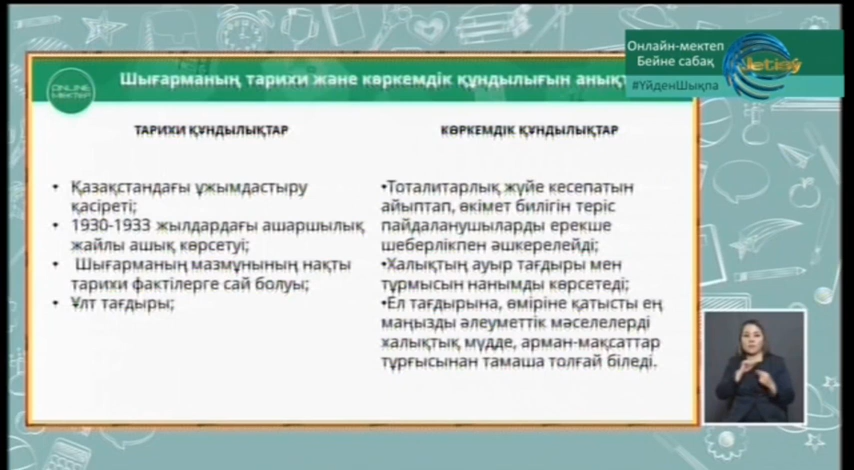 Онлайн-мектеп
Бейне сабақ
#ҮйденШықпа
Jetisý
ONLINE
МЕКТЕП
Шығарманың тарихи және көркемдік құндылығын
ТАРИХИ ҚҰНДЫЛЫҚТАР
• Қазақстандағы ұжымдастыру
қасіреті;
• 1930-1933 жылдардағы ашаршылық
жайлы ашық көрсетуі;
• Шығарманың мазмұнының нақты
тарихи фактілерге сай болуы;
• Ұлт тағдыры;
КӨРКЕМДІК ҚҰНДЫЛЫҚТАР
•Тоталитарлық жүйе кесепатын
айыптап, өкімет билігін теріс
пайдаланушыларды ерекше
шеберлікпен әшкерелейді;
•Халықтың ауыр тағдыры мен
тұрмысын нанымды көрсетеді;
•Ел тағдырына, өміріне қатысты ең
маңызды әлеуметтік мәселелерді
халықтық мүдде, арман-мақсаттар
тұрғысынан тамаша толғай біледі.